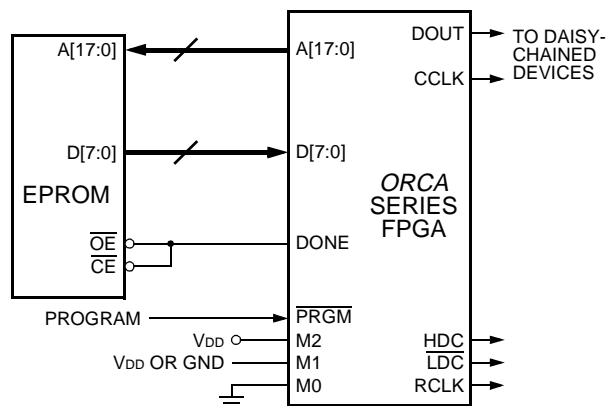 A[17:0]
D[7:0]
EPROM
OE
CE
A[17:0]
D[7:0]
DONE
PRGM
M2
M1
M0
PROGRAM
VDD
VDD OR GND
ORCA
SERIES
FPGA
DOUT
CCLK
HDC
LDC
RCLK
TO DAISY-
CHAINED
DEVICES